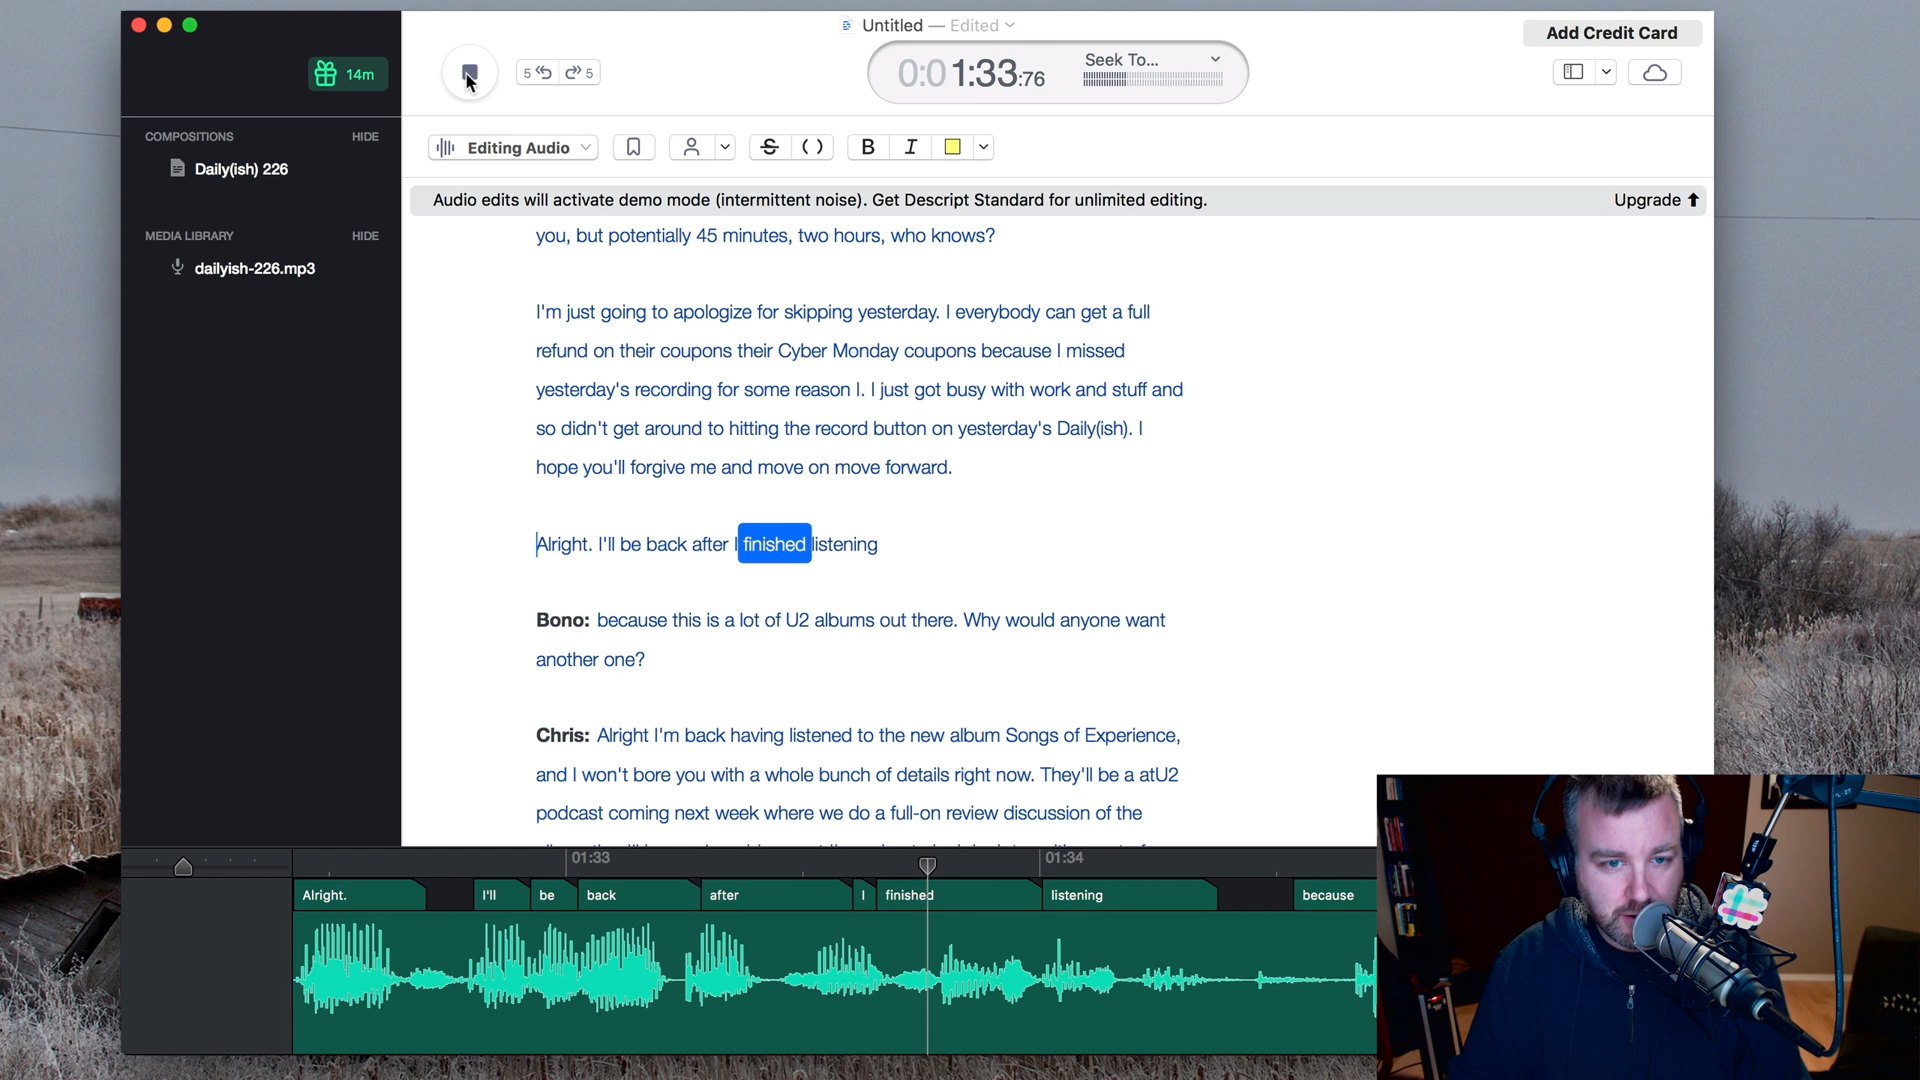 Untitled — Edited
Add Credit Card
14m
5
5
0:01:33:76
Seek To...
COMPOSITIONS
HIDE
Daily(ish) 226
MEDIA LIBRARY
HIDE
dailyish-226.mp3
Editing Audio
S
( )
B
I
Audio edits will activate demo mode (intermittent noise). Get Descript Standard for unlimited editing.
Upgrade
you, but potentially 45 minutes, two hours, who knows?
I'm just going to apologize for skipping yesterday. I everybody can get a full
refund on their coupons their Cyber Monday coupons because I missed
yesterday's recording for some reason I. I just got busy with work and stuff and
so didn't get around to hitting the record button on yesterday's Daily(ish). I
hope you'll forgive me and move on move forward.
Alright. I'll be back after I finished listening
Bono: because this is a lot of U2 albums out there. Why would anyone want
another one?
Chris: Alright I'm back having listened to the new album Songs of Experience,
and I won't bore you with a whole bunch of details right now. They'll be a atU2
podcast coming next week where we do a full-on review discussion of the
01:33
01:34
Alright.
I'll
be
back
after
I
finished
listening
because